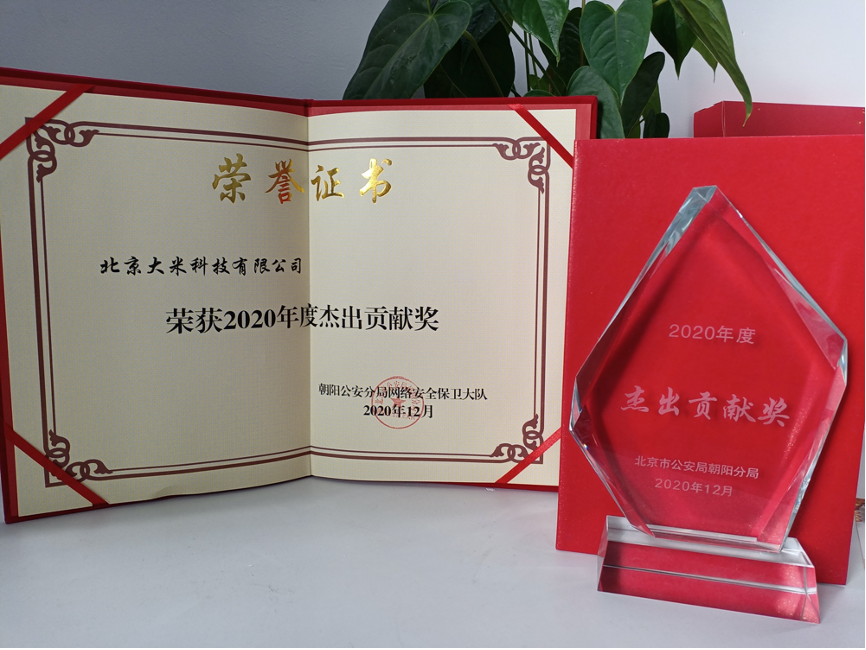 荣誉证书
北京大米科技有限公司
荣获2020年度杰出贡献奖
朝阳公安分局网络安全保卫大队
2020年12月
2020年度
杰出贡献奖
北京市公安局朝阳分局
2020年12月